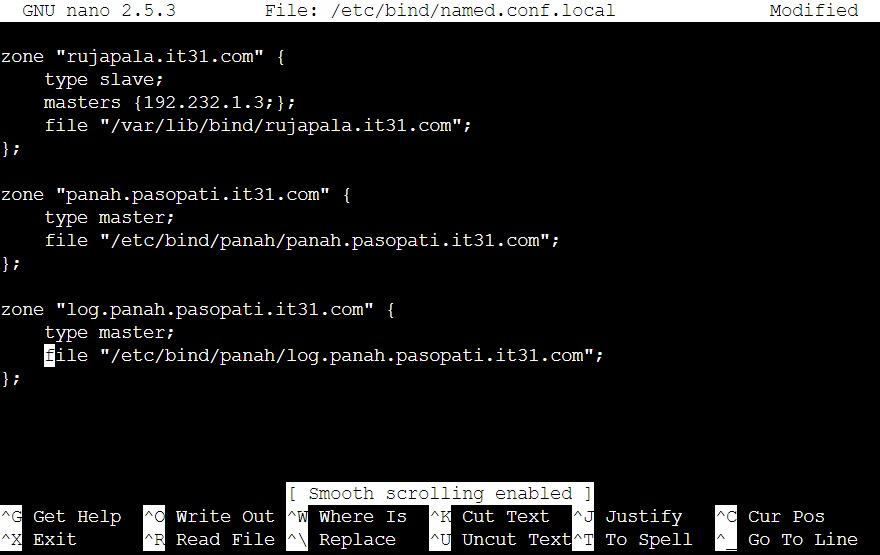 GNU nano 2.5.3 File: /etc/bind/named.conf.local Modified
zone "rujapala.it31.com" {
type slave;
masters {192.232.1.3;};
file "/var/lib/bind/rujapala.it31.com";
};
zone "panah.pasopati.it31.com" {
type master;
file "/etc/bind/panah/panah.pasopati.it31.com";
};
zone "log.panah.pasopati.it31.com" {
type master;
file "/etc/bind/panah/log.panah.pasopati.it31.com";
};
[ Smooth scrolling enabled ]
^G Get Help ^O Write Out ^W Where Is ^K Cut Text ^J Justify ^C Cur Pos
^X Exit ^R Read File ^\ Replace ^U Uncut Text ^T To Spell ^_ Go To Line